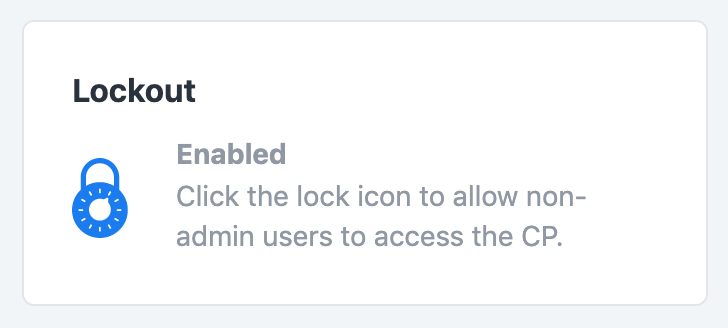 Lockout
Enabled
Click the lock icon to allow non-
admin users to access the CP.